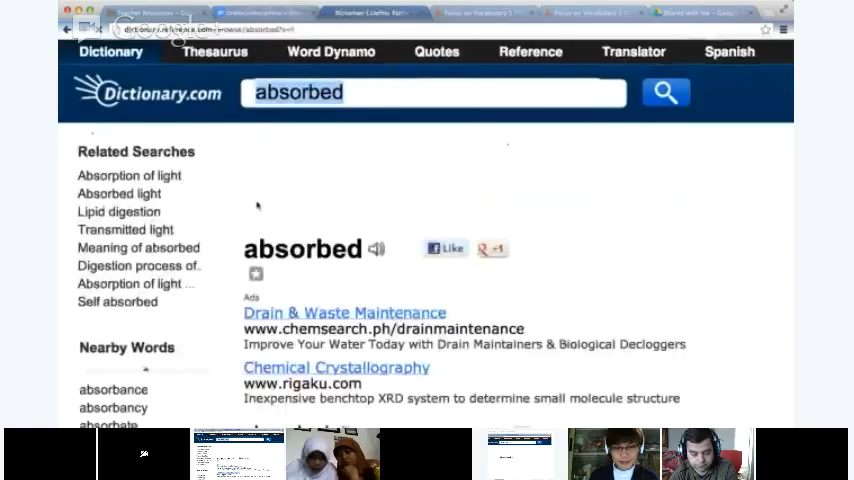 Google+
Dictionary Thesaurus Word Dynamo Quotes Reference Translator Spanish
Dictionary.com
absorbed
Related Searches
Absorption of light
Absorbed light
Lipid digestion
Transmitted light
Meaning of absorbed
Digestion process of..
Absorption of light ...
Self absorbed
Nearby Words
absorbance
absorbancy
absorbate
absorbed
Like
+1
Ads
Drain & Waste Maintenance
www.chemsearch.ph/drainmaintenance
Improve Your Water Today with Drain Maintainers & Biological Decloggers
Chemical Crystallography
www.rigaku.com
Inexpensive benchtop XRD system to determine small molecule structure